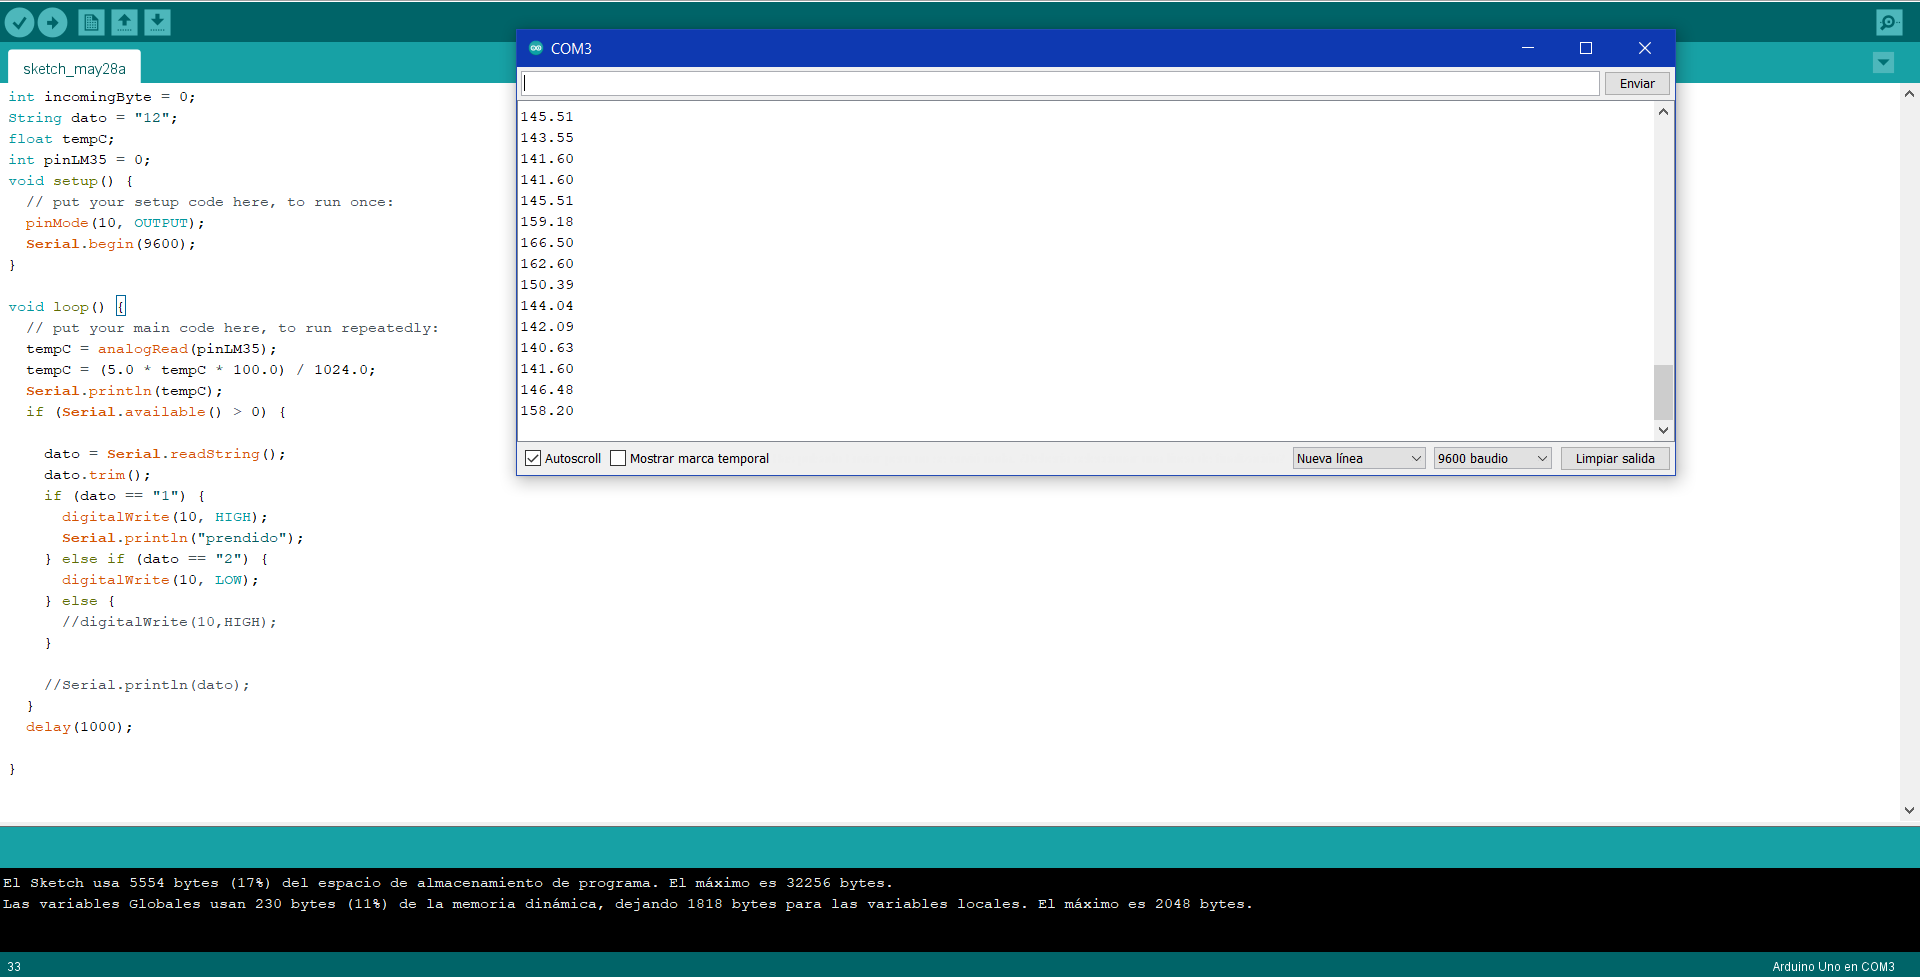 sketch_may28a
int incomingByte = 0;
String dato = "12";
float tempC;
int pinLM35 = 0;
void setup() {
  // put your setup code here, to run once:
  pinMode(10, OUTPUT);
  Serial.begin(9600);
}
void loop() {
  // put your main code here, to run repeatedly:
  tempC = analogRead(pinLM35);
  tempC = (5.0 * tempC * 100.0) / 1024.0;
  Serial.println(tempC);
  if (Serial.available() > 0) {
    dato = Serial.readString();
    dato.trim();
    if (dato == "1") {
      digitalWrite(10, HIGH);
      Serial.println("prendido");
    } else if (dato == "2") {
      digitalWrite(10, LOW);
    } else {
      //digitalWrite(10,HIGH);
    }
    //Serial.println(dato);
  }
  delay(1000);
}
COM3
Enviar
145.51
143.55
141.60
141.60
145.51
159.18
166.50
162.60
150.39
144.04
142.09
140.63
141.60
146.48
158.20
Autoscroll Mostrar marca temporal Nueva línea 9600 baudio Limpiar salida
El Sketch usa 5554 bytes (17%) del espacio de almacenamiento de programa. El máximo es 32256 bytes.
Las variables Globales usan 230 bytes (11%) de la memoria dinámica, dejando 1818 bytes para las variables locales. El máximo es 2048 bytes.
33 Arduino Uno en COM3